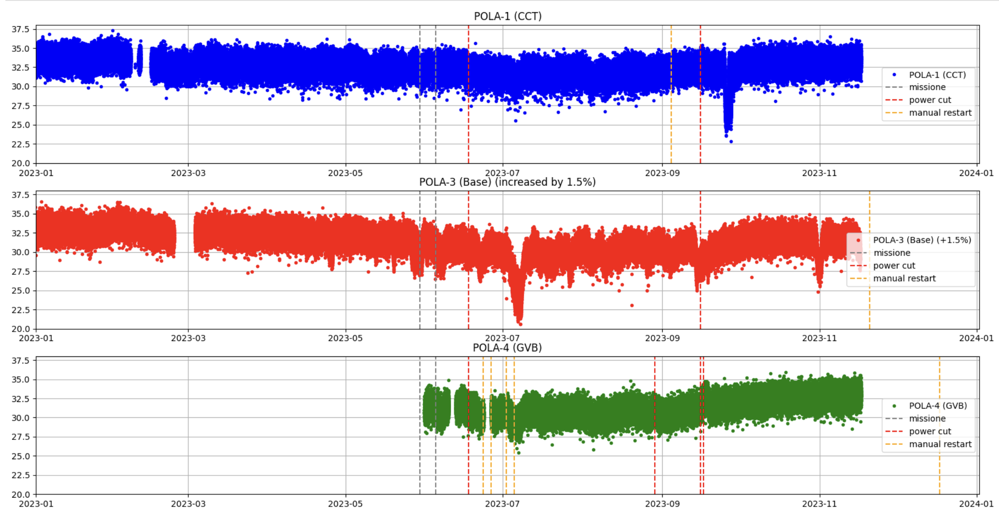 POLA-1 (CCT)
37.5
35.0
32.5
30.0
27.5
25.0
22.5
20.0
POLA-1 (CCT)
missione
power cut
manual restart
2023-01 2023-03 2023-05 2023-07 2023-09 2023-11 2024-01
POLA-3 (Base) (increased by 1.5%)
37.5
35.0
32.5
30.0
27.5
25.0
22.5
20.0
POLA-3 (Base) (+1.5%)
missione
power cut
manual restart
2023-01 2023-03 2023-05 2023-07 2023-09 2023-11 2024-01
POLA-4 (GVB)
37.5
35.0
32.5
30.0
27.5
25.0
22.5
20.0
POLA-4 (GVB)
missione
power cut
manual restart
2023-01 2023-03 2023-05 2023-07 2023-09 2023-11 2024-01